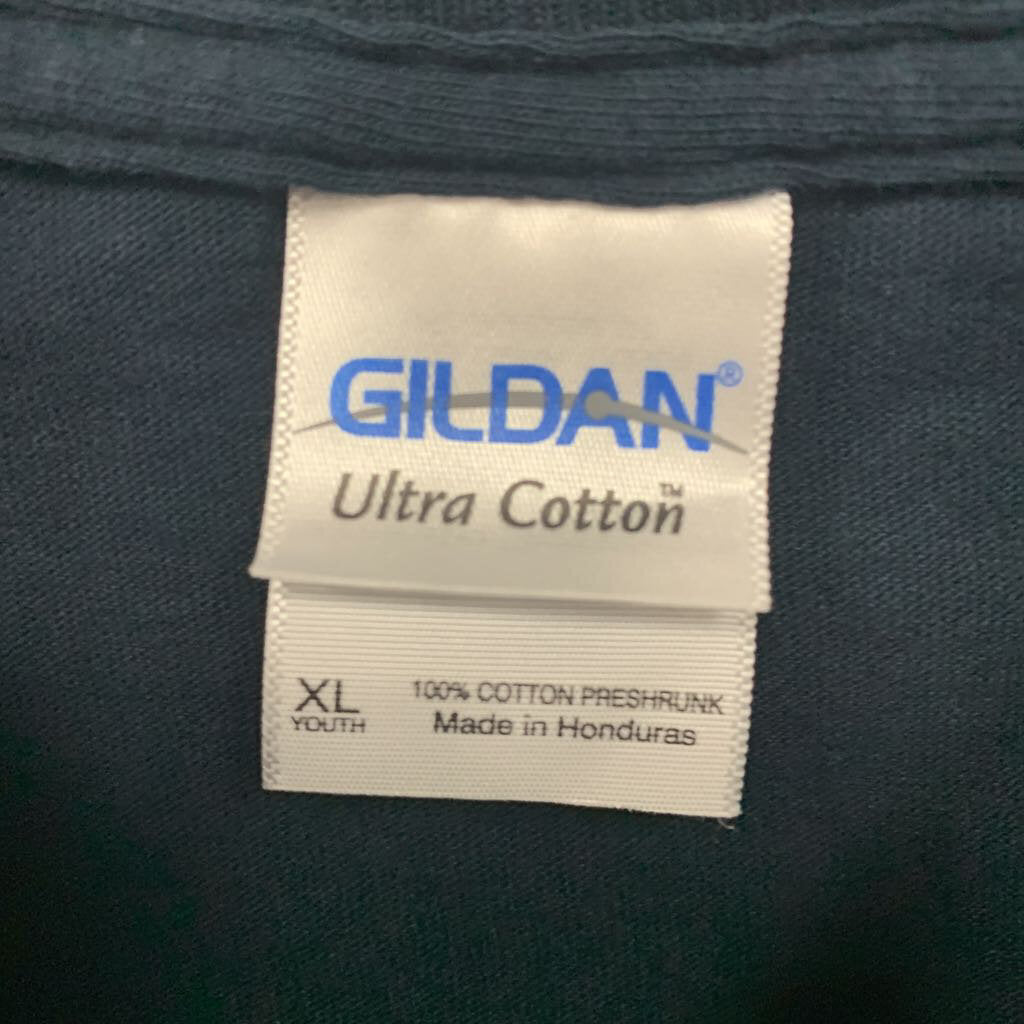 GILDAN®
Ultra Cotton™
XL
YOUTH
100% COTTON PRESHRUNK
Made in Honduras